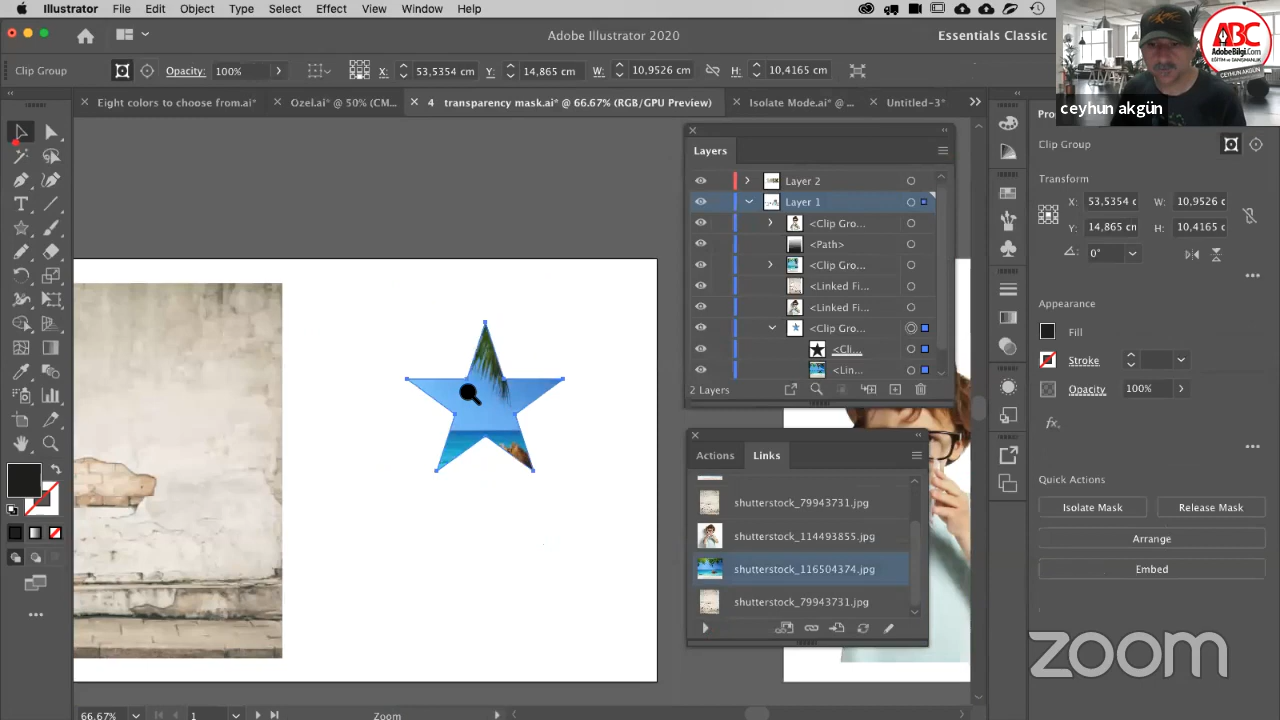 Illustrator File Edit Object Type Select Effect View Window Help
Adobe Illustrator 2020
Essentials Classic
ABC
AdobeBilgi.Com
EĞİTİM ve DANIŞMANLIK
CEYHUN AKGÜN
ceyhun akgün
Clip Group
Opacity: 100%
X: 53,5354 cm
Y: 14,865 cm
W: 10,9526 cm
H: 10,4165 cm
Eight colors to choose from.ai*
Ozel.ai* @ 50% (CM...
4 transparency mask.ai* @ 66.67% (RGB/GPU Preview)
Isolate Mode.ai* @ ...
Untitled-3*
Layers
Layer 2
Layer 1
<Clip Gro...
<Path>
<Clip Gro...
<Linked Fi...
<Linked Fi...
<Clip Gro...
<Cli...
<Lin...
2 Layers
Actions Links
shutterstock_79943731.jpg
shutterstock_114493855.jpg
shutterstock_116504374.jpg
shutterstock_79943731.jpg
Pro
Clip Group
Transform
X: 53,5354 c
W: 10,9526 c
Y: 14,865 cm
H: 10,4165 c
0°
Appearance
Fill
Stroke
Opacity 100%
fx
Quick Actions
Isolate Mask
Release Mask
Arrange
Embed
zoom
66.67%
1
Zoom